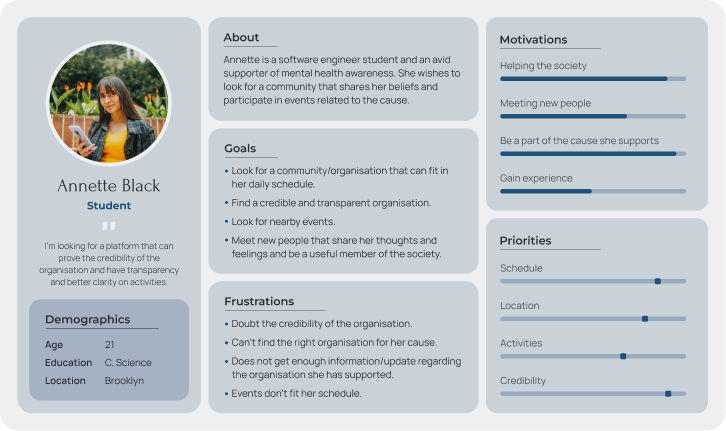 Annette Black
Student
"
I'm looking for a platform that can
prove the credibility of the
organisation and have transparency
and better clarity on activities.
Demographics
Age 21
Education C. Science
Location Brooklyn
About
Annette is a software engineer student and an avid
supporter of mental health awareness. She wishes to
look for a community that shares her beliefs and
participate in events related to the cause.
Goals
• Look for a community/organisation that can fit in
her daily schedule.
• Find a credible and transparent organisation.
• Look for nearby events.
• Meet new people that share her thoughts and
feelings and be a useful member of the society.
Frustrations
• Doubt the credibility of the organisation.
• Can't find the right organisation for her cause.
• Does not get enough information/update regarding
the organisation she has supported.
• Events don't fit her schedule.
Motivations
Helping the society
Meeting new people
Be a part of the cause she supports
Gain experience
Priorities
Schedule
Location
Activities
Credibility